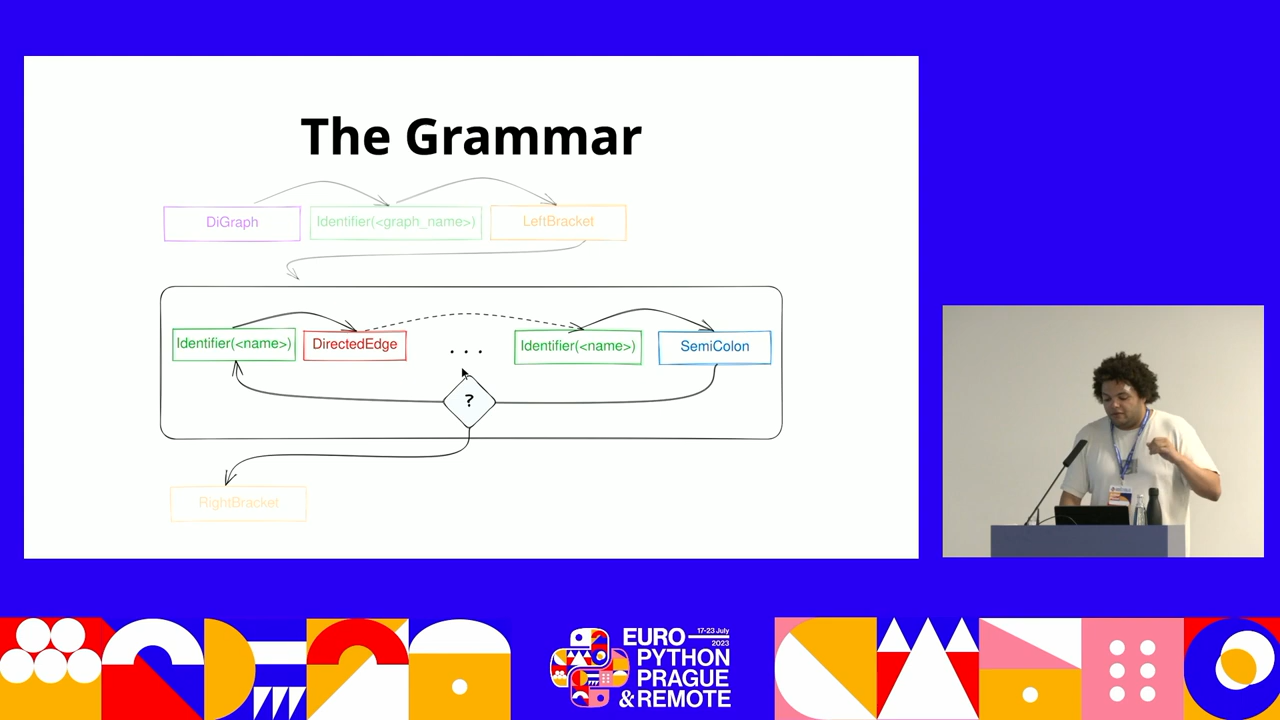 The Grammar
DiGraph
Identifier(<graph_name>)
LeftBracket
Identifier(<name>)
DirectedEdge
...
Identifier(<name>)
SemiColon
?
RightBracket
EURO
17-23 July
2023
PYTHON
PRAGUE
& REMOTE